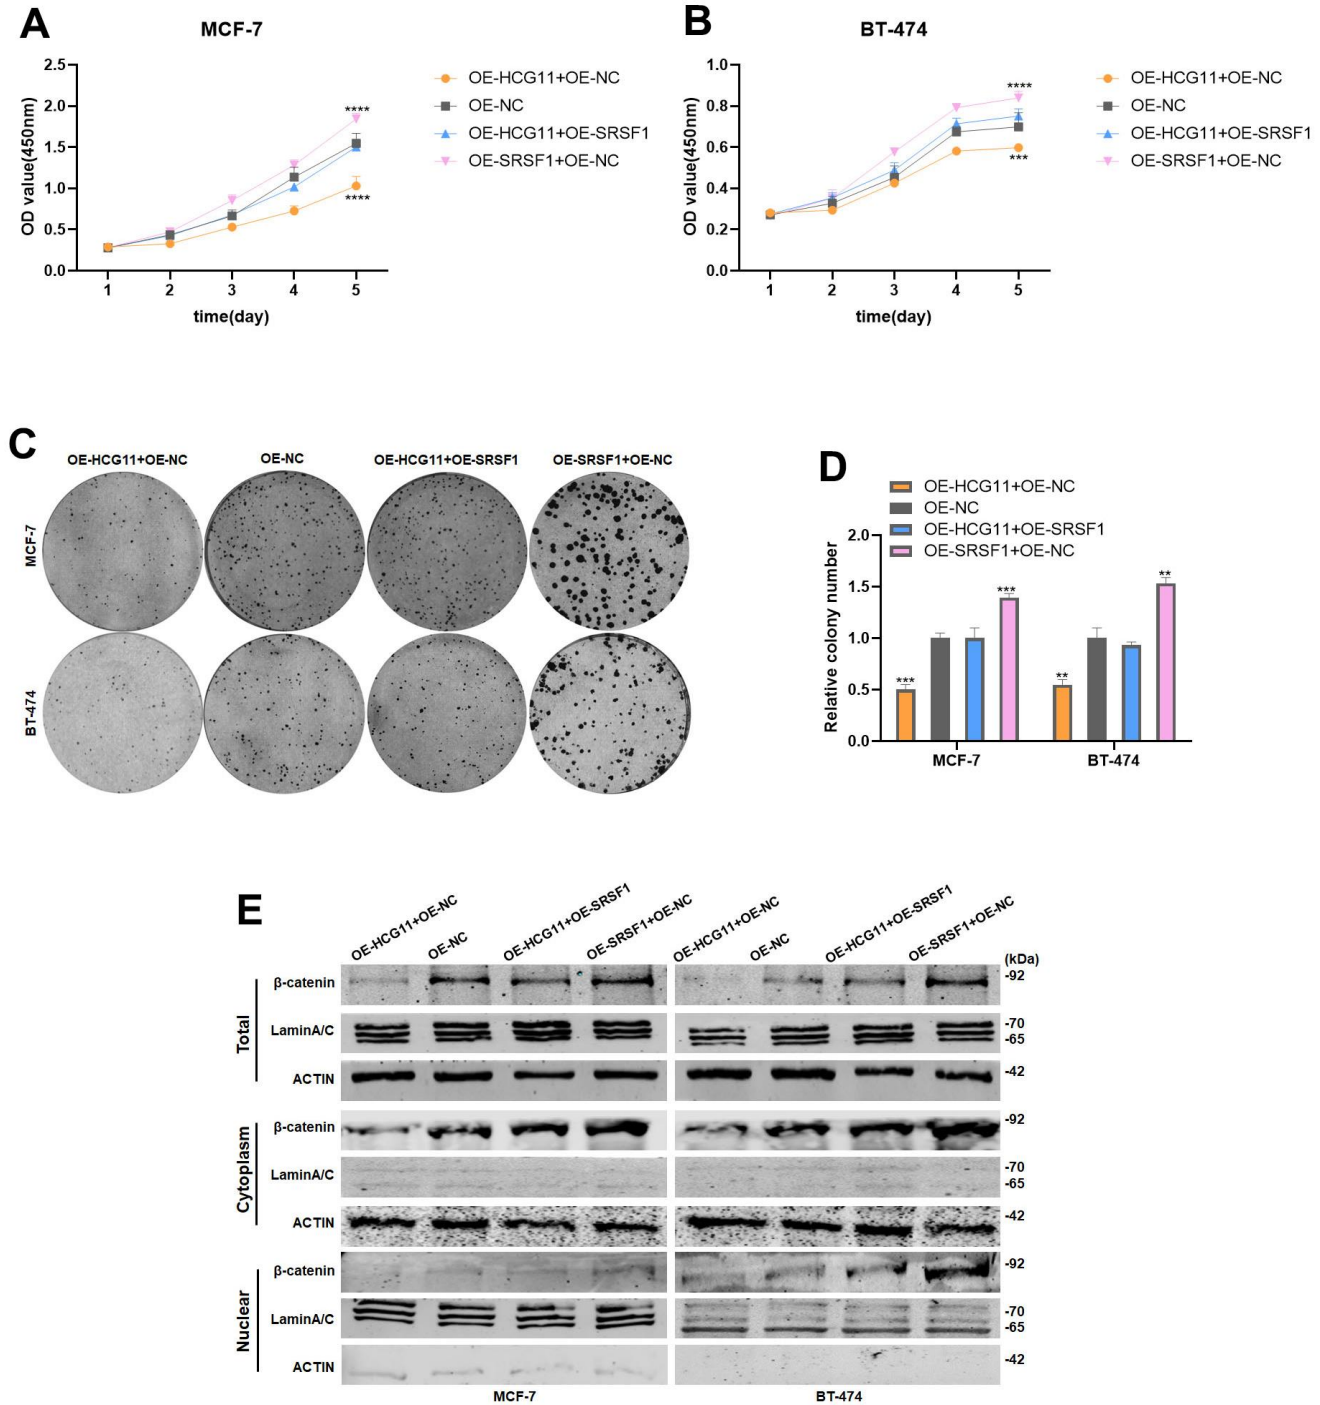 A
MCF-7
OD value(450nm)
2.5
2.0
1.5
1.0
0.5
0.0
1 2 3 4 5
time(day)
****
****
OE-HCG11+OE-NC
OE-NC
OE-HCG11+OE-SRSF1
OE-SRSF1+OE-NC
B
BT-474
OD value(450nm)
1.0
0.8
0.6
0.4
0.2
0.0
1 2 3 4 5
time(day)
****
***
OE-HCG11+OE-NC
OE-NC
OE-HCG11+OE-SRSF1
OE-SRSF1+OE-NC
C
OE-HCG11+OE-NC OE-NC OE-HCG11+OE-SRSF1 OE-SRSF1+OE-NC
MCF-7
BT-474
D
OE-HCG11+OE-NC
OE-NC
OE-HCG11+OE-SRSF1
OE-SRSF1+OE-NC
Relative colony number
2.0
1.5
1.0
0.5
0.0
*** *** ** **
MCF-7 BT-474
E
OE-HCG11+OE-NC OE-NC OE-HCG11+OE-SRSF1 OE-SRSF1+OE-NC OE-HCG11+OE-NC OE-NC OE-HCG11+OE-SRSF1 OE-SRSF1+OE-NC
(kDa)
Total
β-catenin -92
LaminA/C -70
-65
ACTIN -42
Cytoplasm
β-catenin -92
LaminA/C -70
-65
ACTIN -42
Nuclear
β-catenin -92
LaminA/C -70
-65
ACTIN -42
MCF-7 BT-474